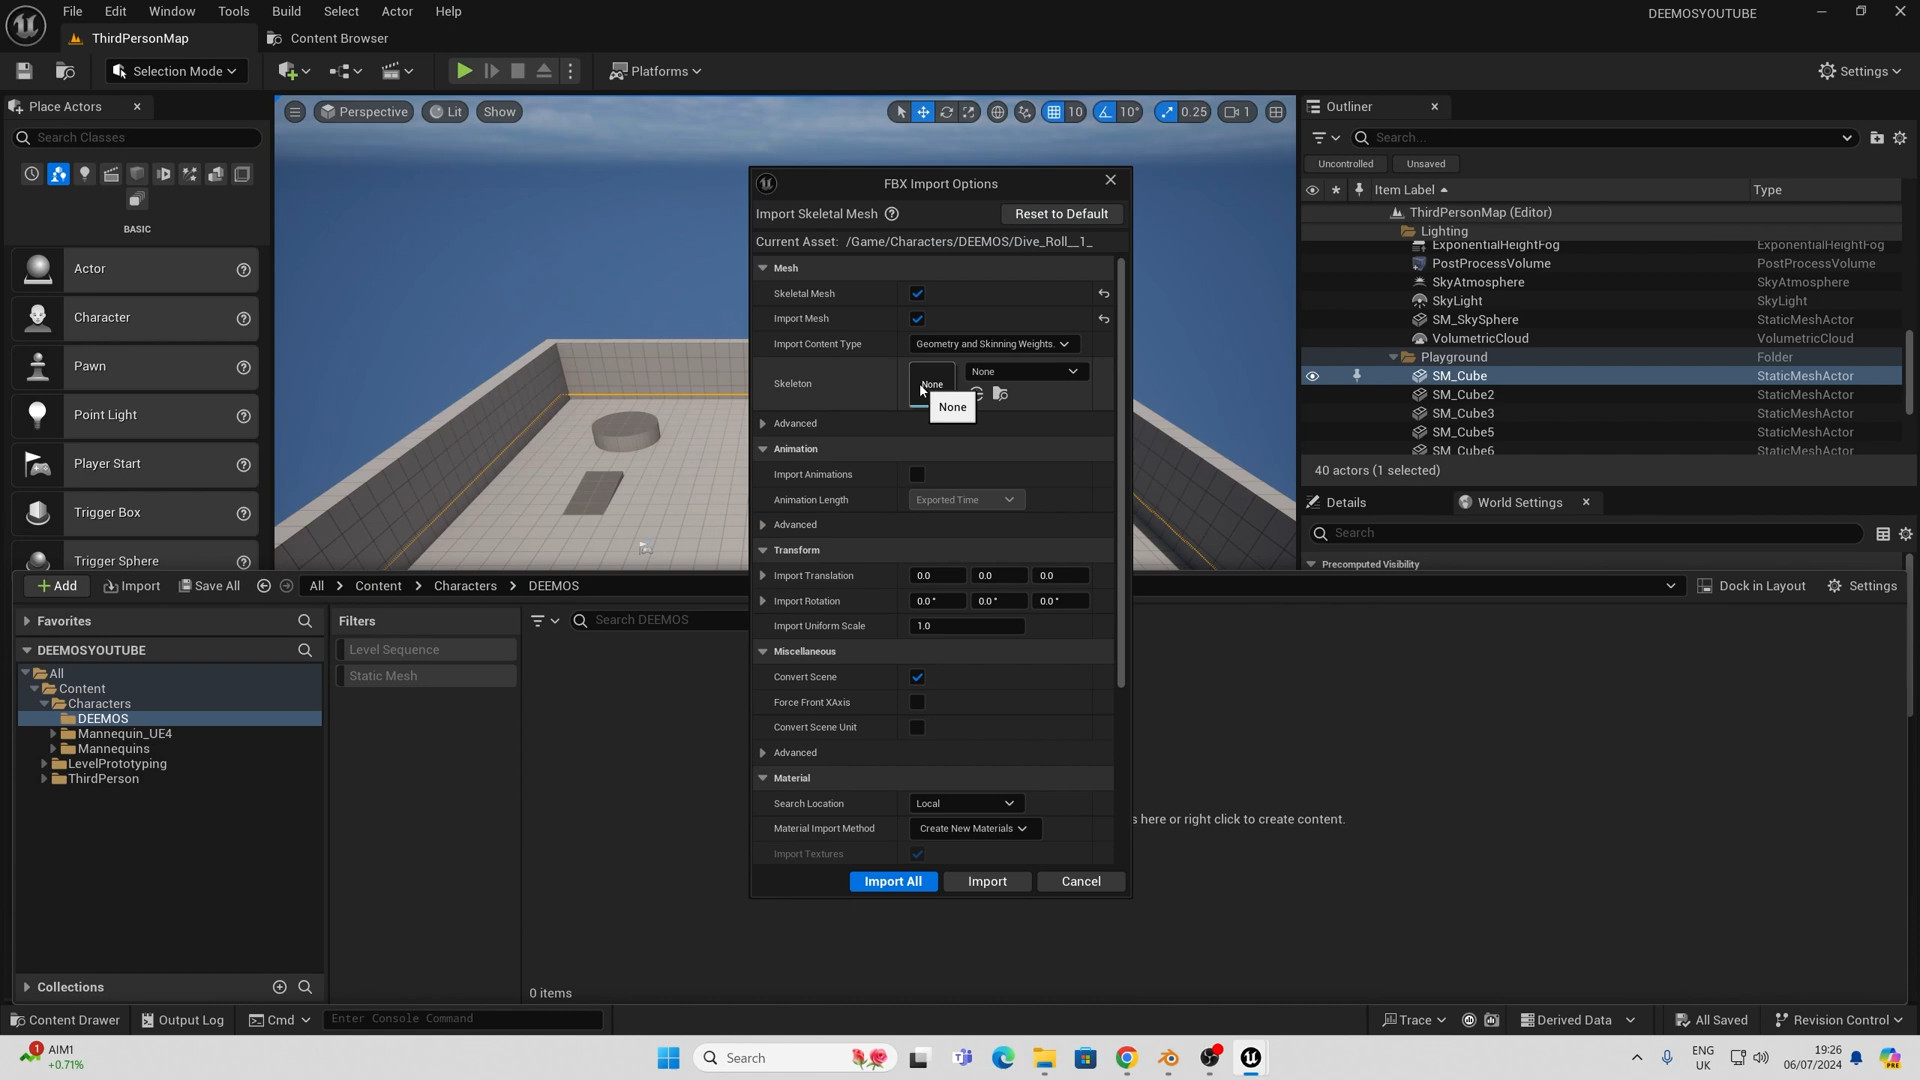 File Edit Window Tools Build Select Actor Help
DEEMOSYOUTUBE
ThirdPersonMap
Content Browser
Selection Mode
Platforms
Settings
Place Actors
Search Classes
BASIC
Actor
Character
Pawn
Point Light
Player Start
Trigger Box
Trigger Sphere
Perspective
Lit
Show
10
10°
0.25
1
FBX Import Options
Import Skeletal Mesh
Reset to Default
Current Asset: /Game/Characters/DEEMOS/Dive_Roll__1_
Mesh
Skeletal Mesh
Import Mesh
Import Content Type
Geometry and Skinning Weights.
Skeleton
None
None
None
Advanced
Animation
Import Animations
Animation Length
Exported Time
Advanced
Transform
Import Translation 0.0 0.0 0.0
Import Rotation 0.0 ° 0.0 ° 0.0 °
Import Uniform Scale 1.0
Miscellaneous
Convert Scene
Force Front XAxis
Convert Scene Unit
Advanced
Material
Search Location
Local
Material Import Method
Create New Materials
Import Textures
Import All
Import
Cancel
Outliner
Search...
Uncontrolled
Unsaved
Item Label
Type
ThirdPersonMap (Editor)
Lighting
ExponentialHeightFog ExponentialHeightFog
PostProcessVolume PostProcessVolume
SkyAtmosphere SkyAtmosphere
SkyLight SkyLight
SM_SkySphere StaticMeshActor
VolumetricCloud VolumetricCloud
Playground Folder
SM_Cube StaticMeshActor
SM_Cube2 StaticMeshActor
SM_Cube3 StaticMeshActor
SM_Cube5 StaticMeshActor
SM_Cube6 StaticMeshActor
40 actors (1 selected)
Details
World Settings
Search
Precomputed Visibility
Add
Import
Save All
All
Content
Characters
DEEMOS
Dock in Layout
Settings
Favorites
DEEMOSYOUTUBE
All
Content
Characters
DEEMOS
Mannequin_UE4
Mannequins
LevelPrototyping
ThirdPerson
Collections
Filters
Level Sequence
Static Mesh
Search DEEMOS
s here or right click to create content.
0 items
Content Drawer
Output Log
Cmd
Enter Console Command
Trace
Derived Data
All Saved
Revision Control
1
AIM1
+0.71%
Search
ENG
UK
19:26
06/07/2024
PRE